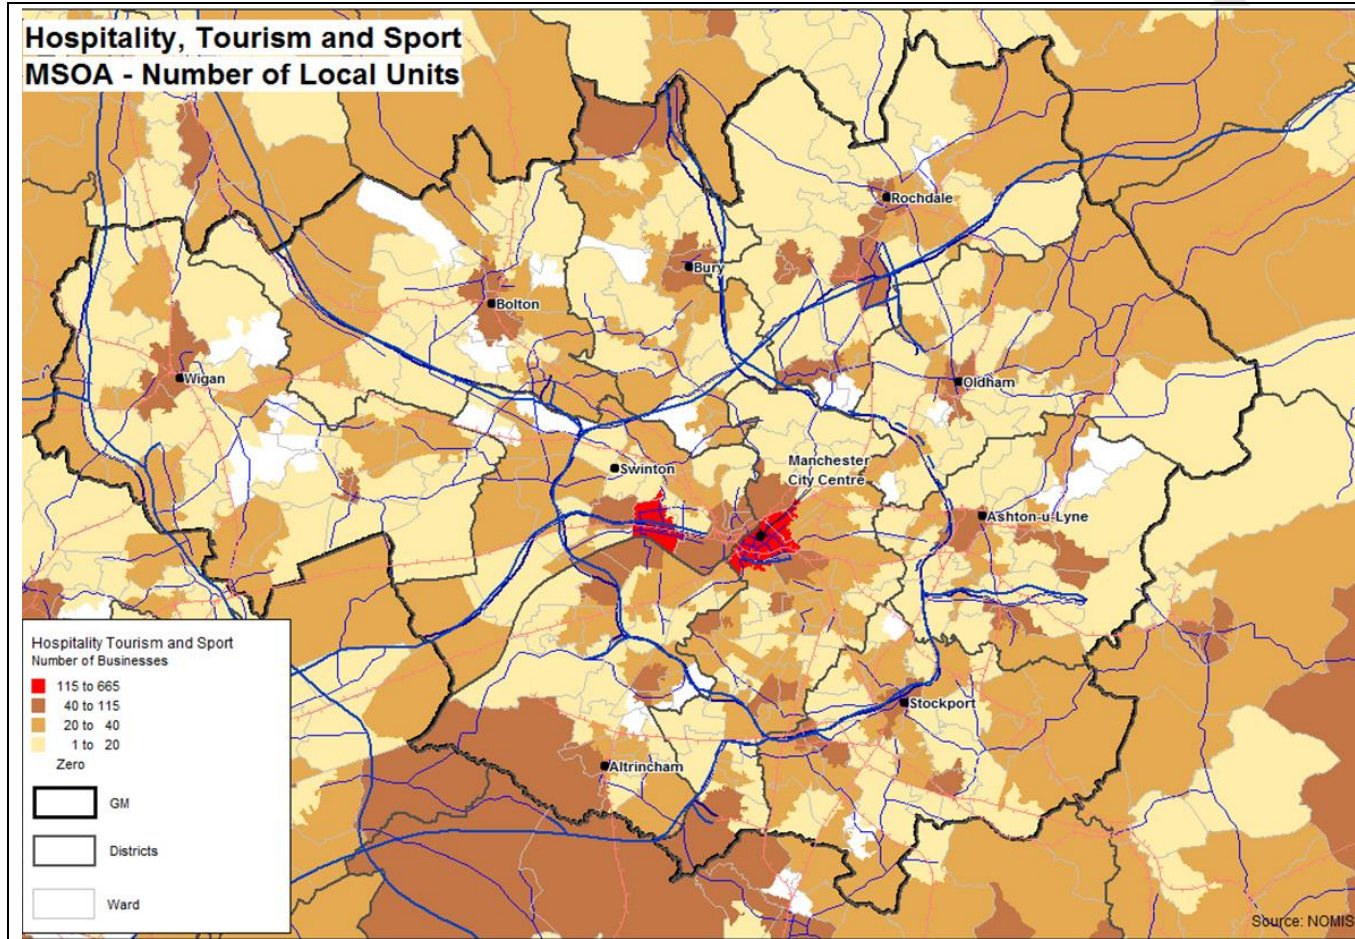 Hospitality, Tourism and Sport
MSOA - Number of Local Units
Rochdale
Bury
Bolton
Wigan
Oldham
Manchester
City Centre
Swinton
Ashton-u-Lyne
Stockport
Altrincham
Hospitality Tourism and Sport
Number of Businesses
115 to 665
40 to 115
20 to 40
1 to 20
Zero
GM
Districts
Ward
Source: NOMIS